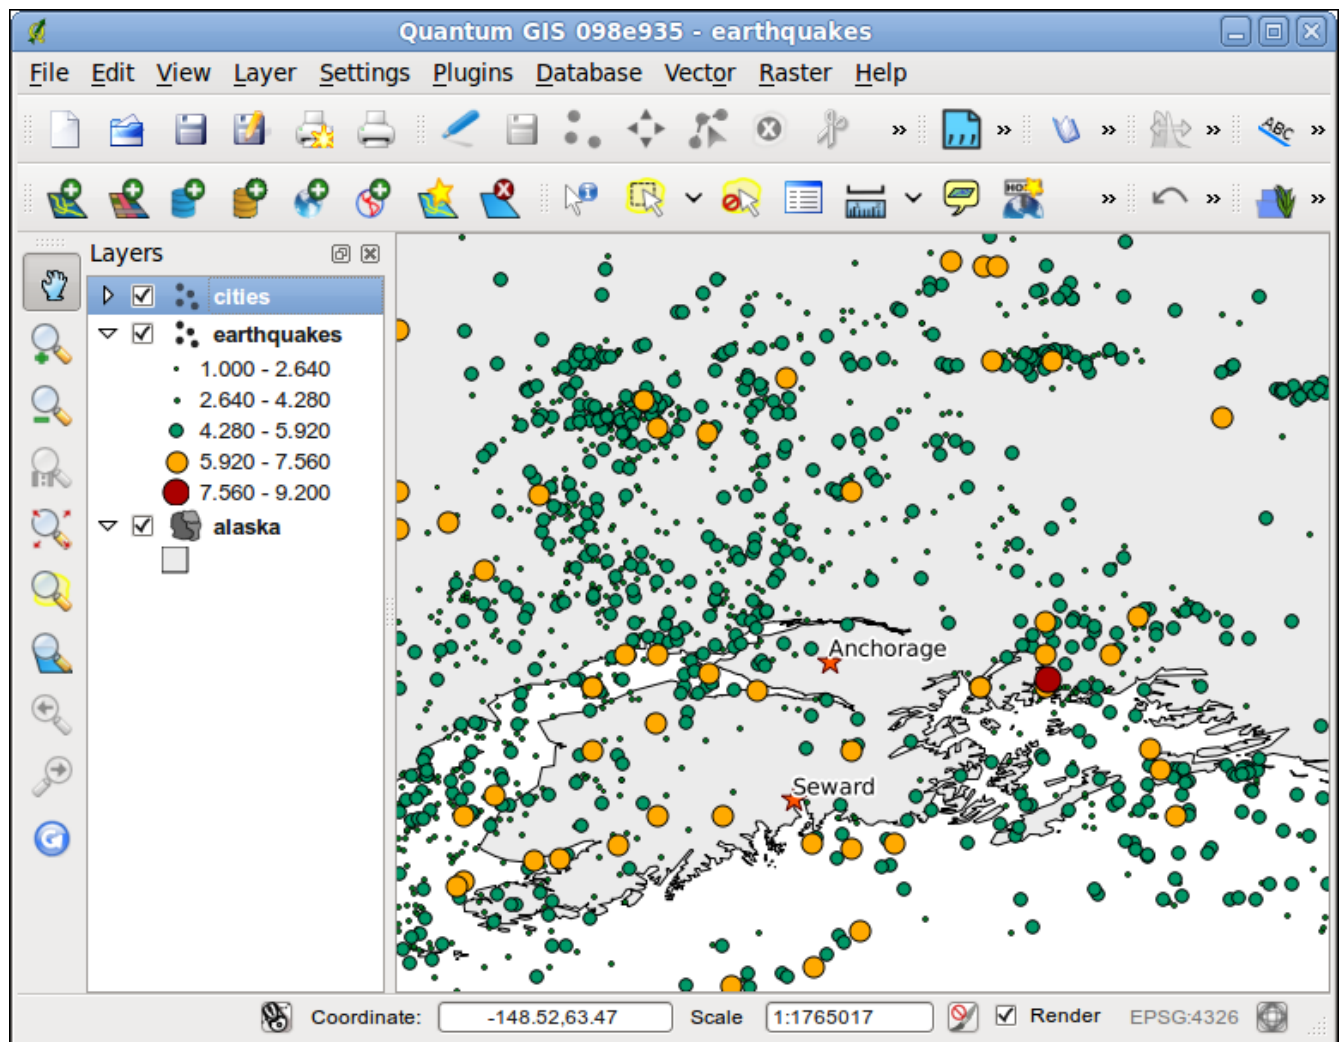 Quantum GIS 098e935 - earthquakes
File Edit View Layer Settings Plugins Database Vector Raster Help
ABC
Layers
cities
earthquakes
1.000 - 2.640
2.640 - 4.280
4.280 - 5.920
5.920 - 7.560
7.560 - 9.200
alaska
Anchorage
Seward
Coordinate: -148.52,63.47 Scale 1:1765017 Render EPSG:4326